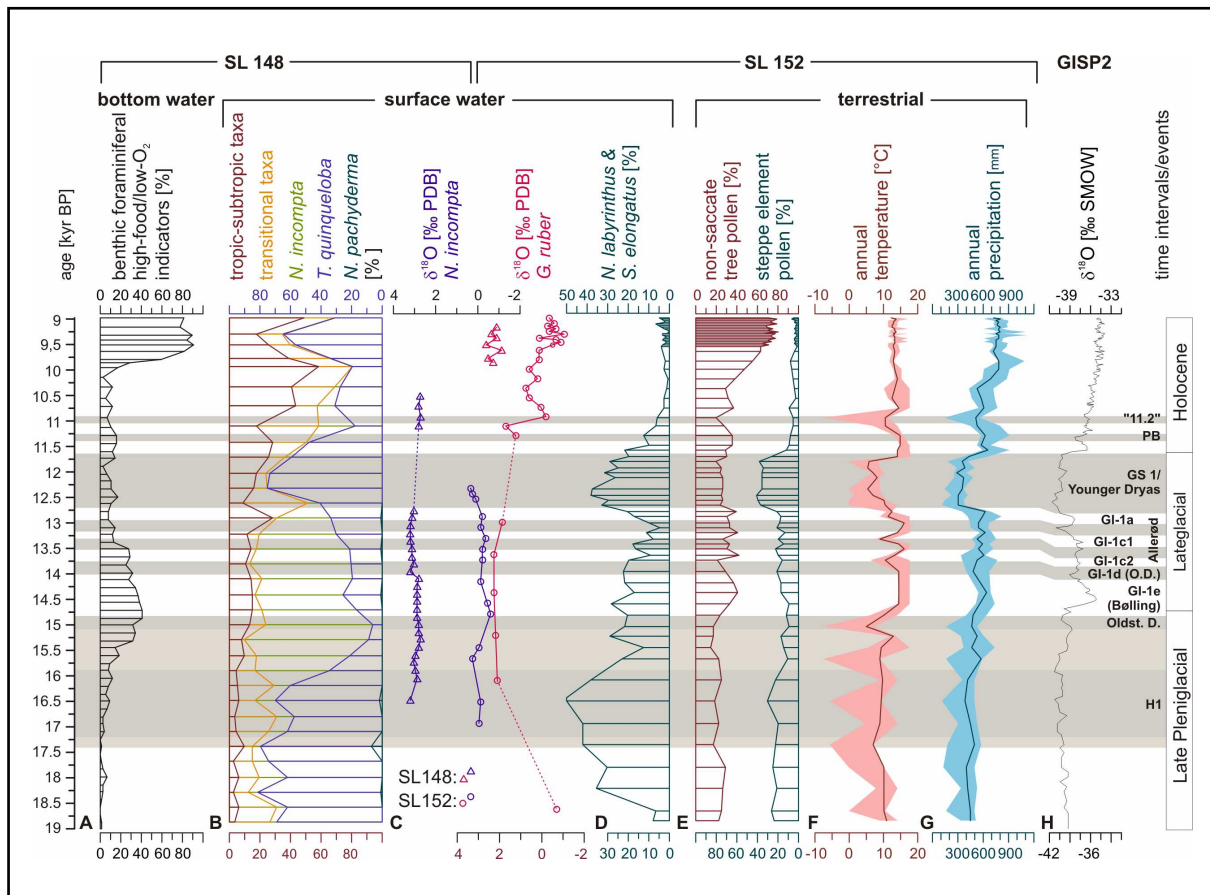 SL 148
SL 152
GISP2
bottom water
surface water
terrestrial
age [kyr BP]
benthic foraminiferal
high-food/low-O₂
indicators [%]
tropic-subtropic taxa
transitional taxa
N. incompta
T. quinqueloba
N. pachyderma
[% ]
δ¹⁸O [‰ PDB]
N. incompta
δ¹⁸O [‰ PDB]
G. ruber
N. labyrinthus &
S. elongatus [%]
non-saccate
tree pollen [%]
steppe element
pollen [%]
annual
temperature [°C]
annual
precipitation [mm]
δ¹⁸O [‰ SMOW]
time intervals/events
0 20 40 60 80
80 60 40 20 0
4 3 2 1 0 -2
50 40 30 20 10 0
0 20 40 60 80
-10 0 10 20
300 600 900
-39 -33
9
9,5
10
10.5
11
11.5
12
12.5
13
13.5
14
14.5
15
15.5
16
16.5
17
17.5
18
18.5
19
"11.2"
PB
GS 1/
Younger Dryas
GI-1a
GI-1c1
GI-1c2
GI-1d (O.D.)
GI-1e
(Bølling)
Oldst. D.
H1
Allerød
Holocene
Lateglacial
Late Pleniglacial
SL148:
SL152:
A
B
C
D
E
F
G
H
0 20 40 60 80
0 20 40 60 80 100
4 2 0 -2
50 40 30 20 10 0
80 60 40 20 0
-10 0 10 20
300 600 900
-42 -36